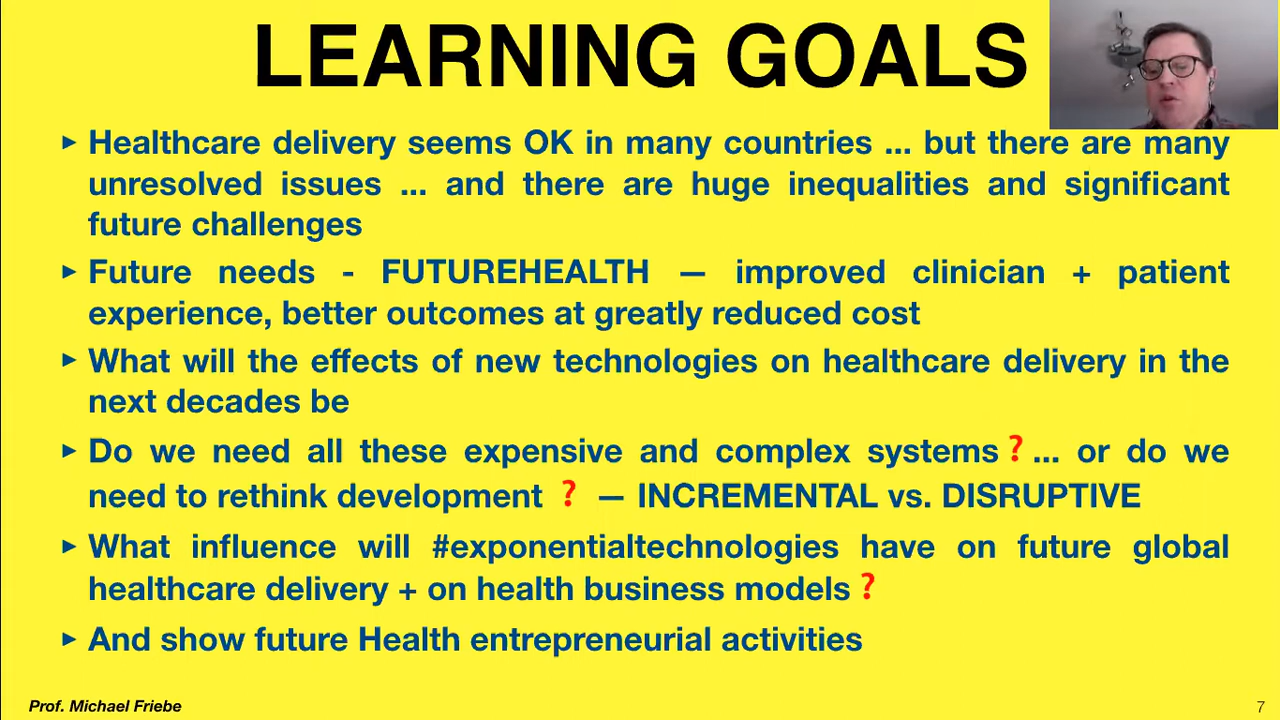 LEARNING GOALS
▸ Healthcare delivery seems OK in many countries ... but there are many
unresolved issues ... and there are huge inequalities and significant
future challenges
▸ Future needs - FUTUREHEALTH — improved clinician + patient
experience, better outcomes at greatly reduced cost
▸ What will the effects of new technologies on healthcare delivery in the
next decades be
▸ Do we need all these expensive and complex systems ? ... or do we
need to rethink development ? — INCREMENTAL vs. DISRUPTIVE
▸ What influence will #exponentialtechnologies have on future global
healthcare delivery + on health business models ?
▸ And show future Health entrepreneurial activities
Prof. Michael Friebe
7